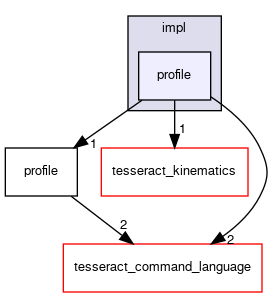 impl
profile
1
1
profile
tesseract_kinematics
2
2
tesseract_command_language